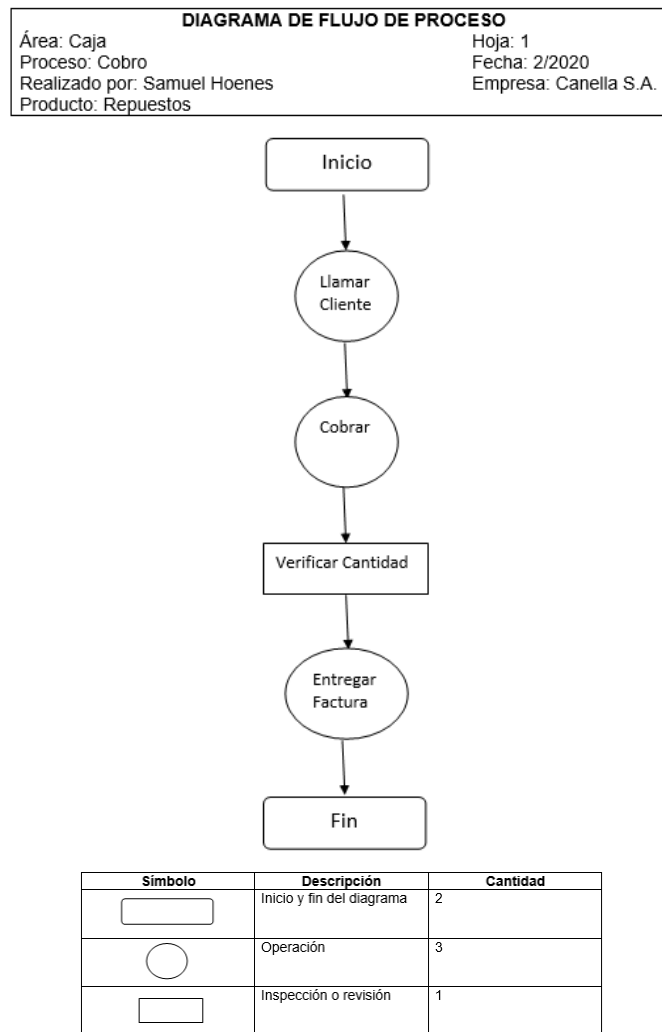 DIAGRAMA DE FLUJO DE PROCESO
Área: Caja Hoja: 1
Proceso: Cobro Fecha: 2/2020
Realizado por: Samuel Hoenes Empresa: Canella S.A.
Producto: Repuestos
Inicio
Llamar
Cliente
Cobrar
Verificar Cantidad
Entregar
Factura
Fin
Símbolo Descripción Cantidad
Inicio y fin del diagrama 2
Operación 3
Inspección o revisión 1